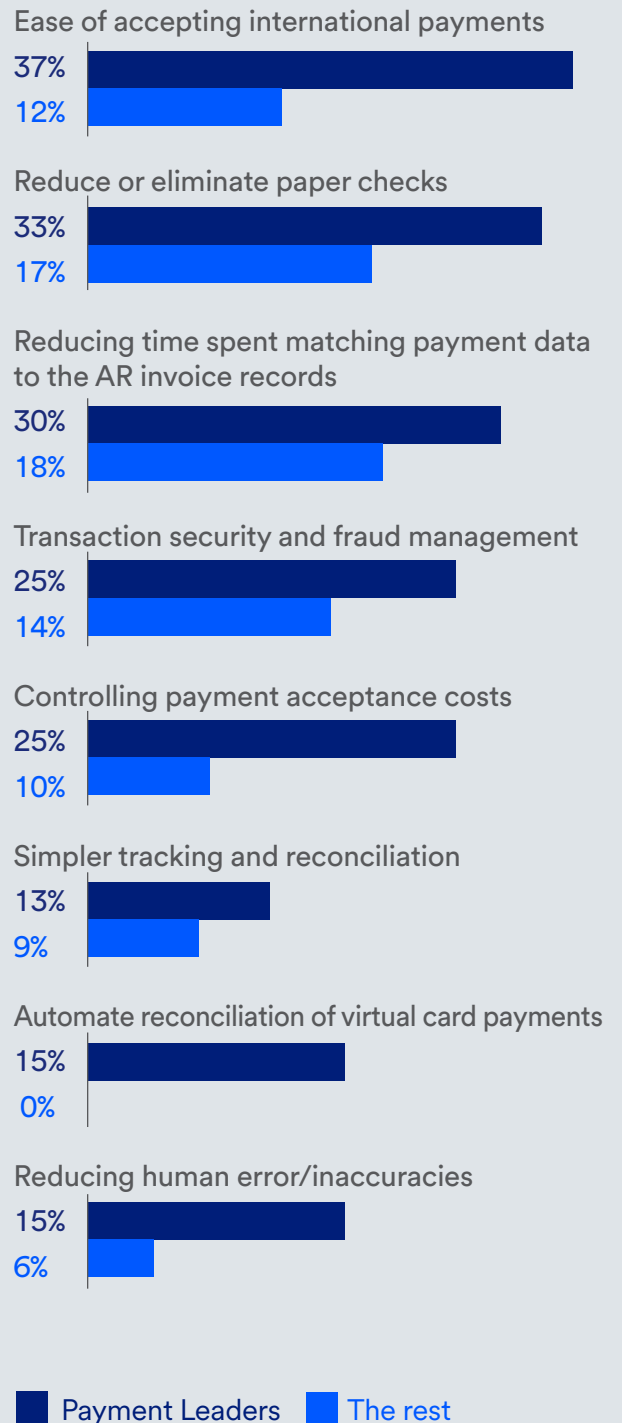 Ease of accepting international payments
37%
12%
Reduce or eliminate paper checks
33%
17%
Reducing time spent matching payment data
to the AR invoice records
30%
18%
Transaction security and fraud management
25%
14%
Controlling payment acceptance costs
25%
10%
Simpler tracking and reconciliation
13%
9%
Automate reconciliation of virtual card payments
15%
0%
Reducing human error/inaccuracies
15%
6%
Payment Leaders The rest